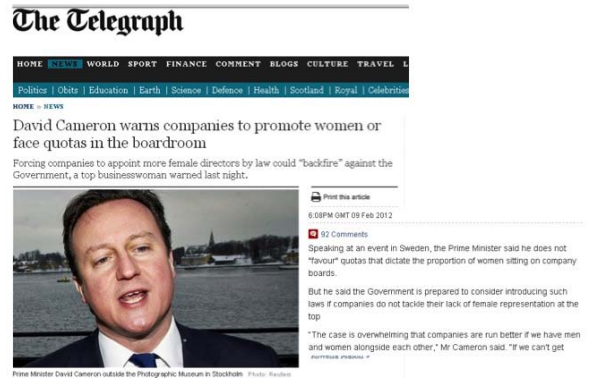 The Telegraph
HOME NEWS WORLD SPORT FINANCE COMMENT BLOGS CULTURE TRAVEL L
Politics | Obits | Education | Earth | Science | Defence | Health | Scotland | Royal | Celebrities
HOME » NEWS
David Cameron warns companies to promote women or
face quotas in the boardroom
Forcing companies to appoint more female directors by law could "backfire" against the
Government, a top businesswoman warned last night.
Print this article
6:08PM GMT 09 Feb 2012
92 Comments
Speaking at an event in Sweden, the Prime Minister said he does not
"favour" quotas that dictate the proportion of women sitting on company
boards.
But he said the Government is prepared to consider introducing such
laws if companies do not tackle their lack of female representation at the
top
"The case is overwhelming that companies are run better if we have men
and women alongside each other," Mr Cameron said. "If we can't get
Prime Minister David Cameron outside the Photographic Museum in Stockholm Photo: Reuters